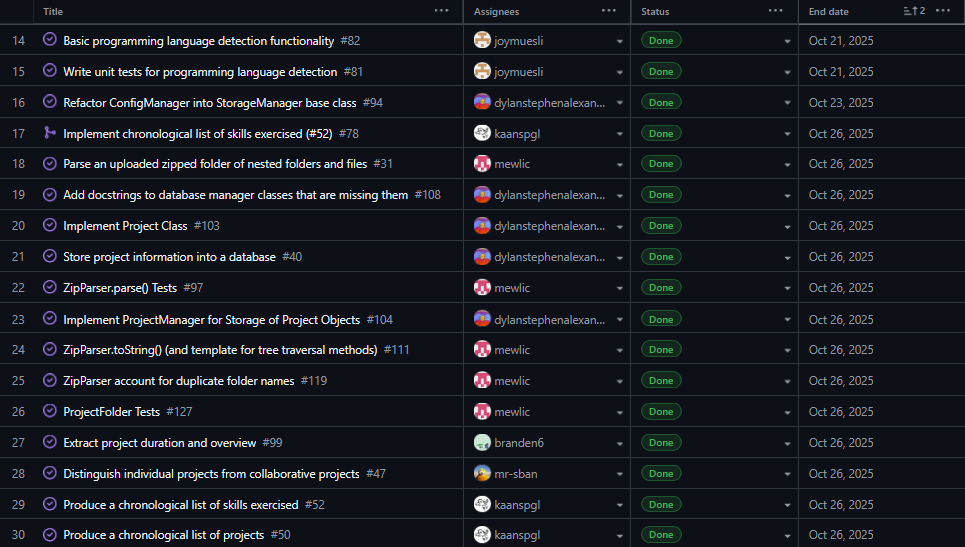 Title ... Assignees ... Status ... End date 2 ...
14 Basic programming language detection functionality #82 joymuesli Done Oct 21, 2025
15 Write unit tests for programming language detection #81 joymuesli Done Oct 21, 2025
16 Refactor ConfigManager into StorageManager base class #94 dylanstephenalexan... Done Oct 23, 2025
17 Implement chronological list of skills exercised (#52) #78 kaanspgl Done Oct 26, 2025
18 Parse an uploaded zipped folder of nested folders and files #31 mewlic Done Oct 26, 2025
19 Add docstrings to database manager classes that are missing them #108 dylanstephenalexan... Done Oct 26, 2025
20 Implement Project Class #103 dylanstephenalexan... Done Oct 26, 2025
21 Store project information into a database #40 dylanstephenalexan... Done Oct 26, 2025
22 ZipParser.parse() Tests #97 mewlic Done Oct 26, 2025
23 Implement ProjectManager for Storage of Project Objects #104 dylanstephenalexan... Done Oct 26, 2025
24 ZipParser.toString() (and template for tree traversal methods) #111 mewlic Done Oct 26, 2025
25 ZipParser account for duplicate folder names #119 mewlic Done Oct 26, 2025
26 ProjectFolder Tests #127 mewlic Done Oct 26, 2025
27 Extract project duration and overview #99 branden6 Done Oct 26, 2025
28 Distinguish individual projects from collaborative projects #47 mr-sban Done Oct 26, 2025
29 Produce a chronological list of skills exercised #52 kaanspgl Done Oct 26, 2025
30 Produce a chronological list of projects #50 kaanspgl Done Oct 26, 2025